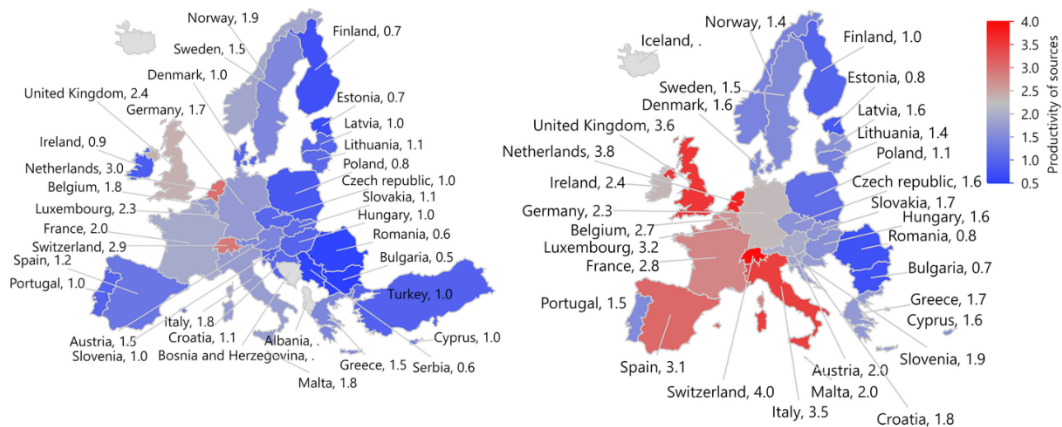 Norway, 1.9
Finland, 0.7
Sweden, 1.5
Denmark, 1.0
United Kingdom, 2.4
Germany, 1.7
Estonia, 0.7
Latvia, 1.0
Ireland, 0.9
Lithuania, 1.1
Netherlands, 3.0
Poland, 0.8
Belgium, 1.8
Czech republic, 1.0
Slovakia, 1.1
Luxembourg, 2.3
Hungary, 1.0
France, 2.0
Romania, 0.6
Switzerland, 2.9
Bulgaria, 0.5
Spain, 1.2
Portugal, 1.0
Turkey, 1.0
Italy, 1.8
Austria, 1.5
Croatia, 1.1
Albania, .
Cyprus, 1.0
Slovenia, 1.0
Bosnia and Herzegovina, .
Greece, 1.5
Serbia, 0.6
Malta, 1.8
Norway, 1.4
Finland, 1.0
Iceland, .
Sweden, 1.5
Estonia, 0.8
Denmark, 1.6
Latvia, 1.6
United Kingdom, 3.6
Lithuania, 1.4
Netherlands, 3.8
Poland, 1.1
Ireland, 2.4
Czech republic, 1.6
Slovakia, 1.7
Germany, 2.3
Hungary, 1.6
Belgium, 2.7
Romania, 0.8
Luxembourg, 3.2
France, 2.8
Bulgaria, 0.7
Portugal, 1.5
Greece, 1.7
Cyprus, 1.6
Slovenia, 1.9
Spain, 3.1
Austria, 2.0
Switzerland, 4.0
Malta, 2.0
Italy, 3.5
Croatia, 1.8
4.0
3.5
3.0
2.5
2.0
1.5
1.0
0.5
Productivity of sources